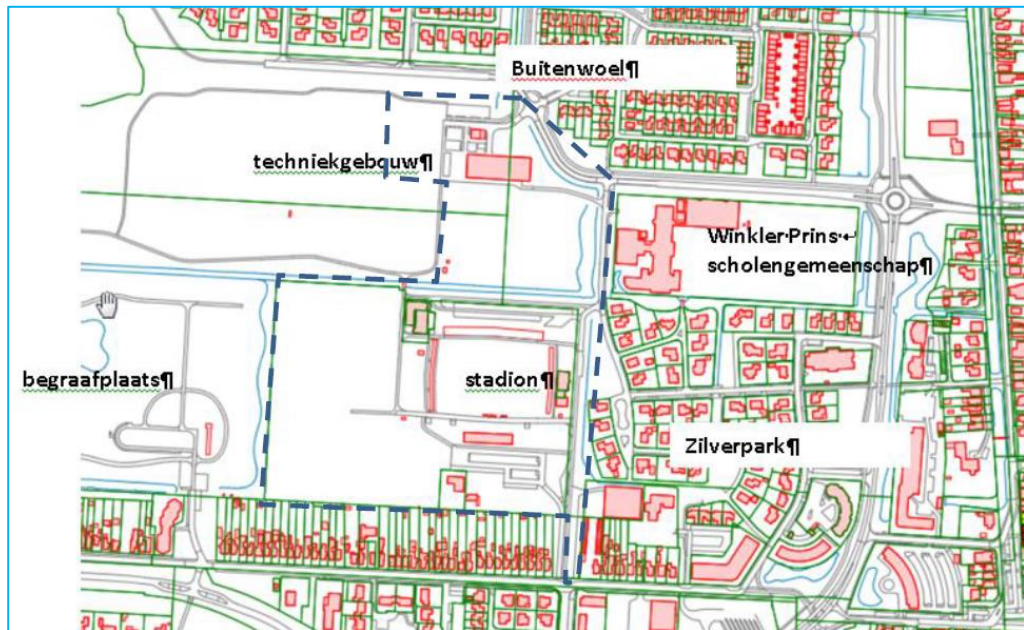 Buitenwoel¶
techniekgebouw¶
Winkler·Prins·↵
scholengemeenschap¶
begraafplaats¶
stadion¶
Zilverpark¶